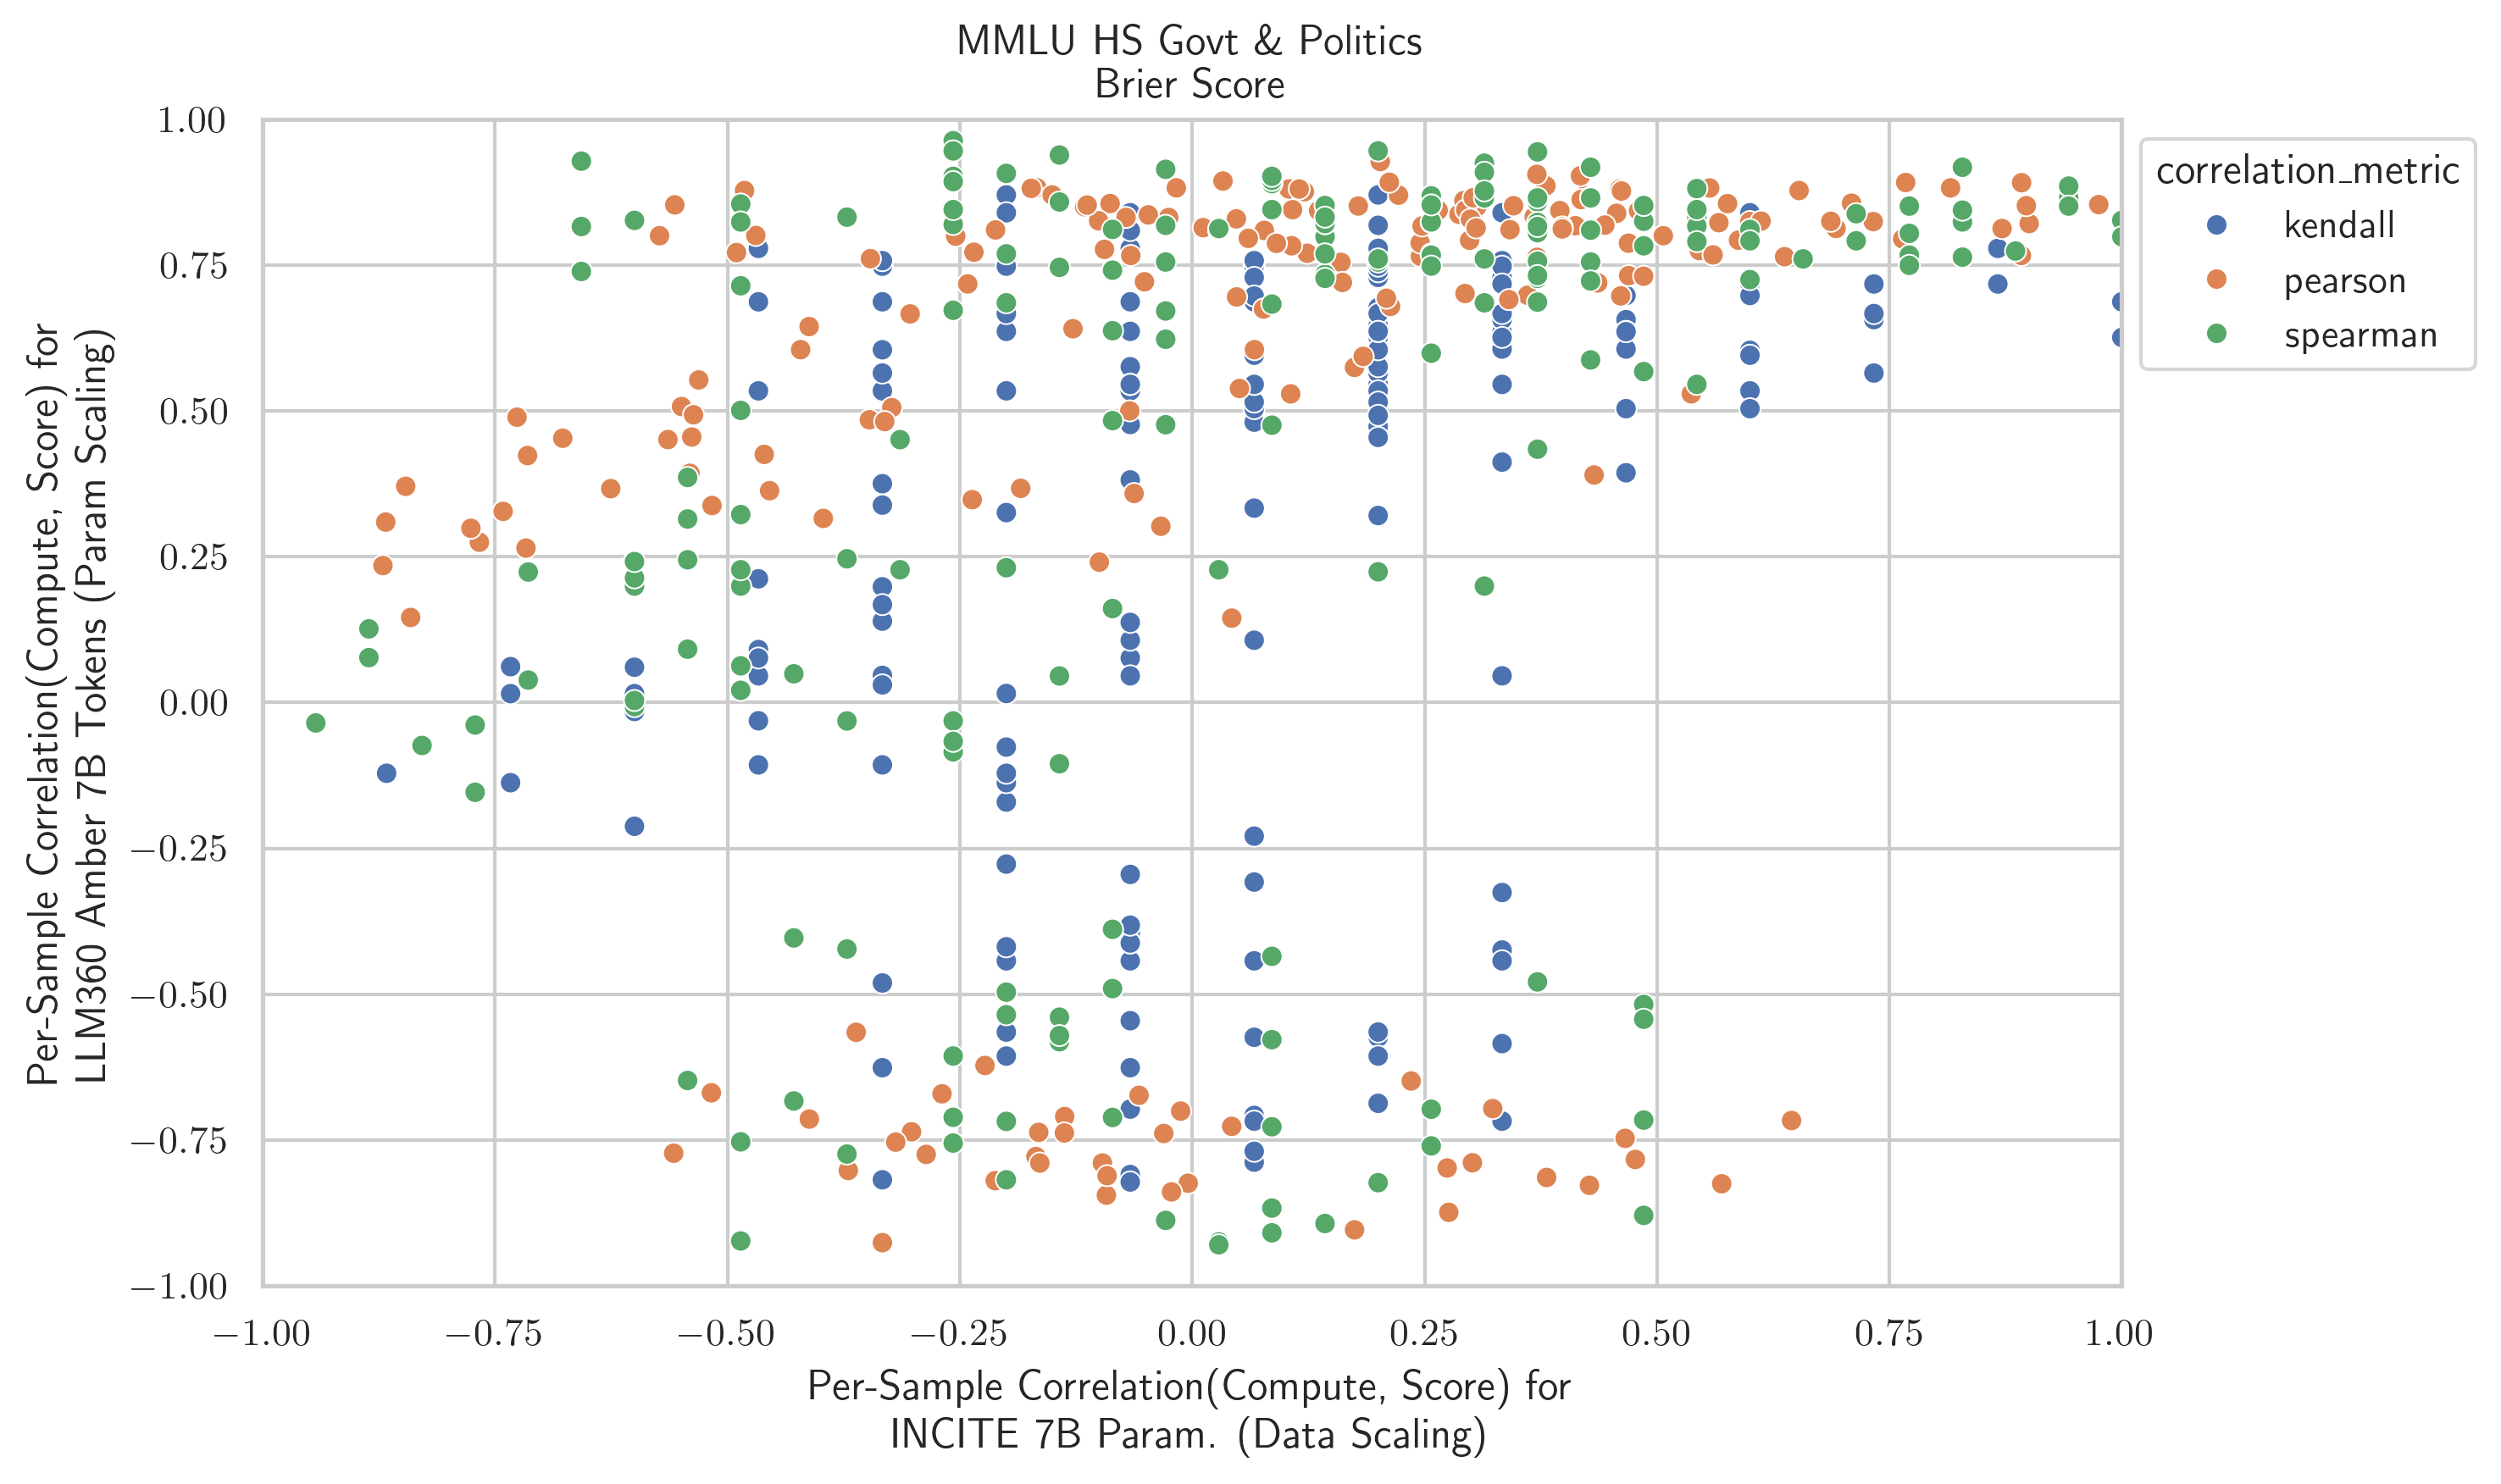 MMLU HS Govt & Politics
Brier Score
1.00
0.75
0.50
0.25
0.00
−0.25
−0.50
−0.75
−1.00
Per-Sample Correlation(Compute, Score) for
LLM360 Amber 7B Tokens (Param Scaling)
−1.00 −0.75 −0.50 −0.25 0.00 0.25 0.50 0.75 1.00
Per-Sample Correlation(Compute, Score) for
INCITE 7B Param. (Data Scaling)
correlation_metric
kendall
pearson
spearman